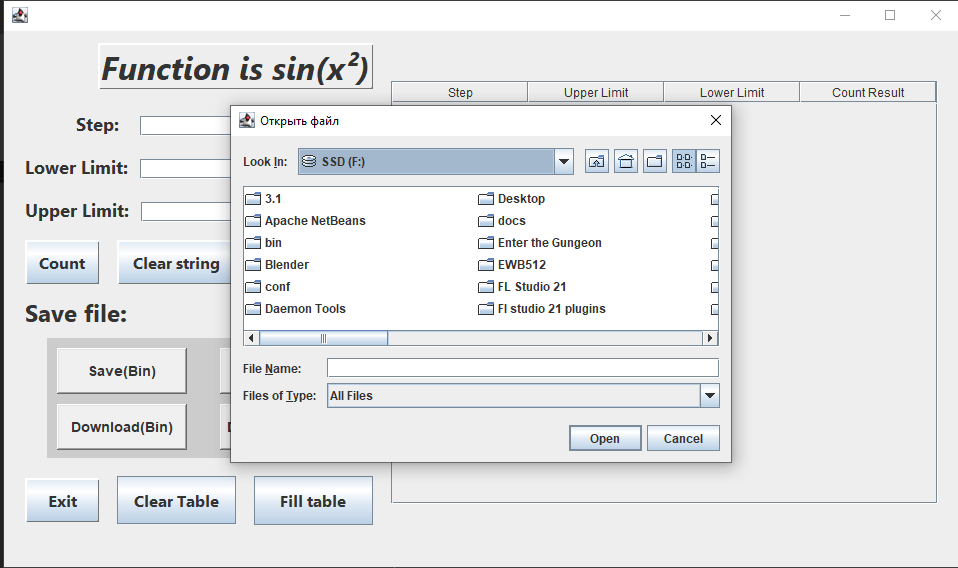 Function is sin(x²)
Step Upper Limit Lower Limit Count Result
Step:
Lower Limit:
Upper Limit:
Count Clear string
Save file:
Save(Bin)
Download(Bin)
Exit Clear Table Fill table
Открыть файл
Look In: SSD (F:)
3.1 Desktop
Apache NetBeans docs
bin Enter the Gungeon
Blender EWB512
conf FL Studio 21
Daemon Tools Fl studio 21 plugins
File Name:
Files of Type: All Files
Open Cancel